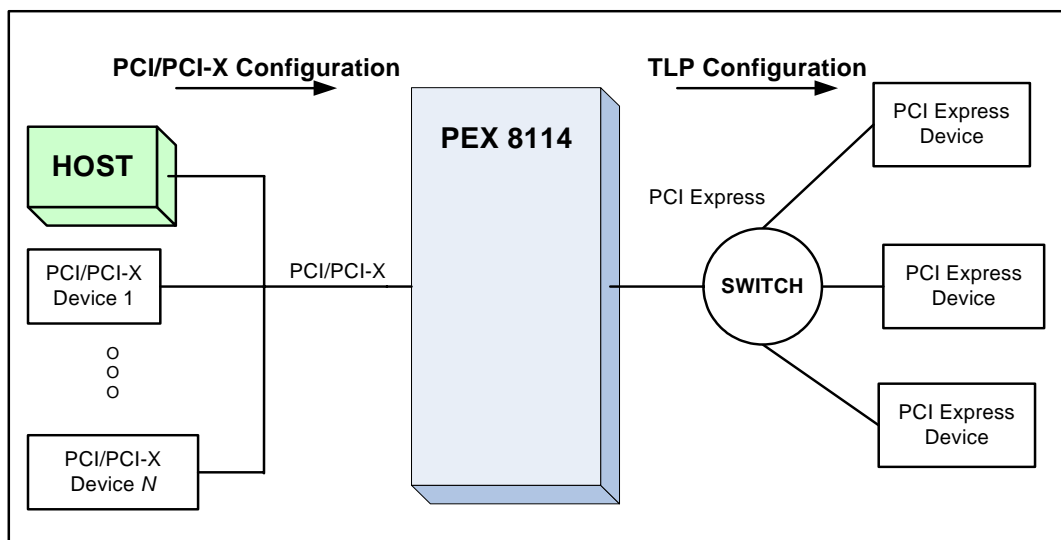 PCI/PCI-X Configuration
TLP Configuration
HOST
PEX 8114
PCI Express
Device
PCI Express
PCI/PCI-X
Device 1
PCI/PCI-X
SWITCH
PCI Express
Device
O
O
O
PCI/PCI-X
Device N
PCI Express
Device